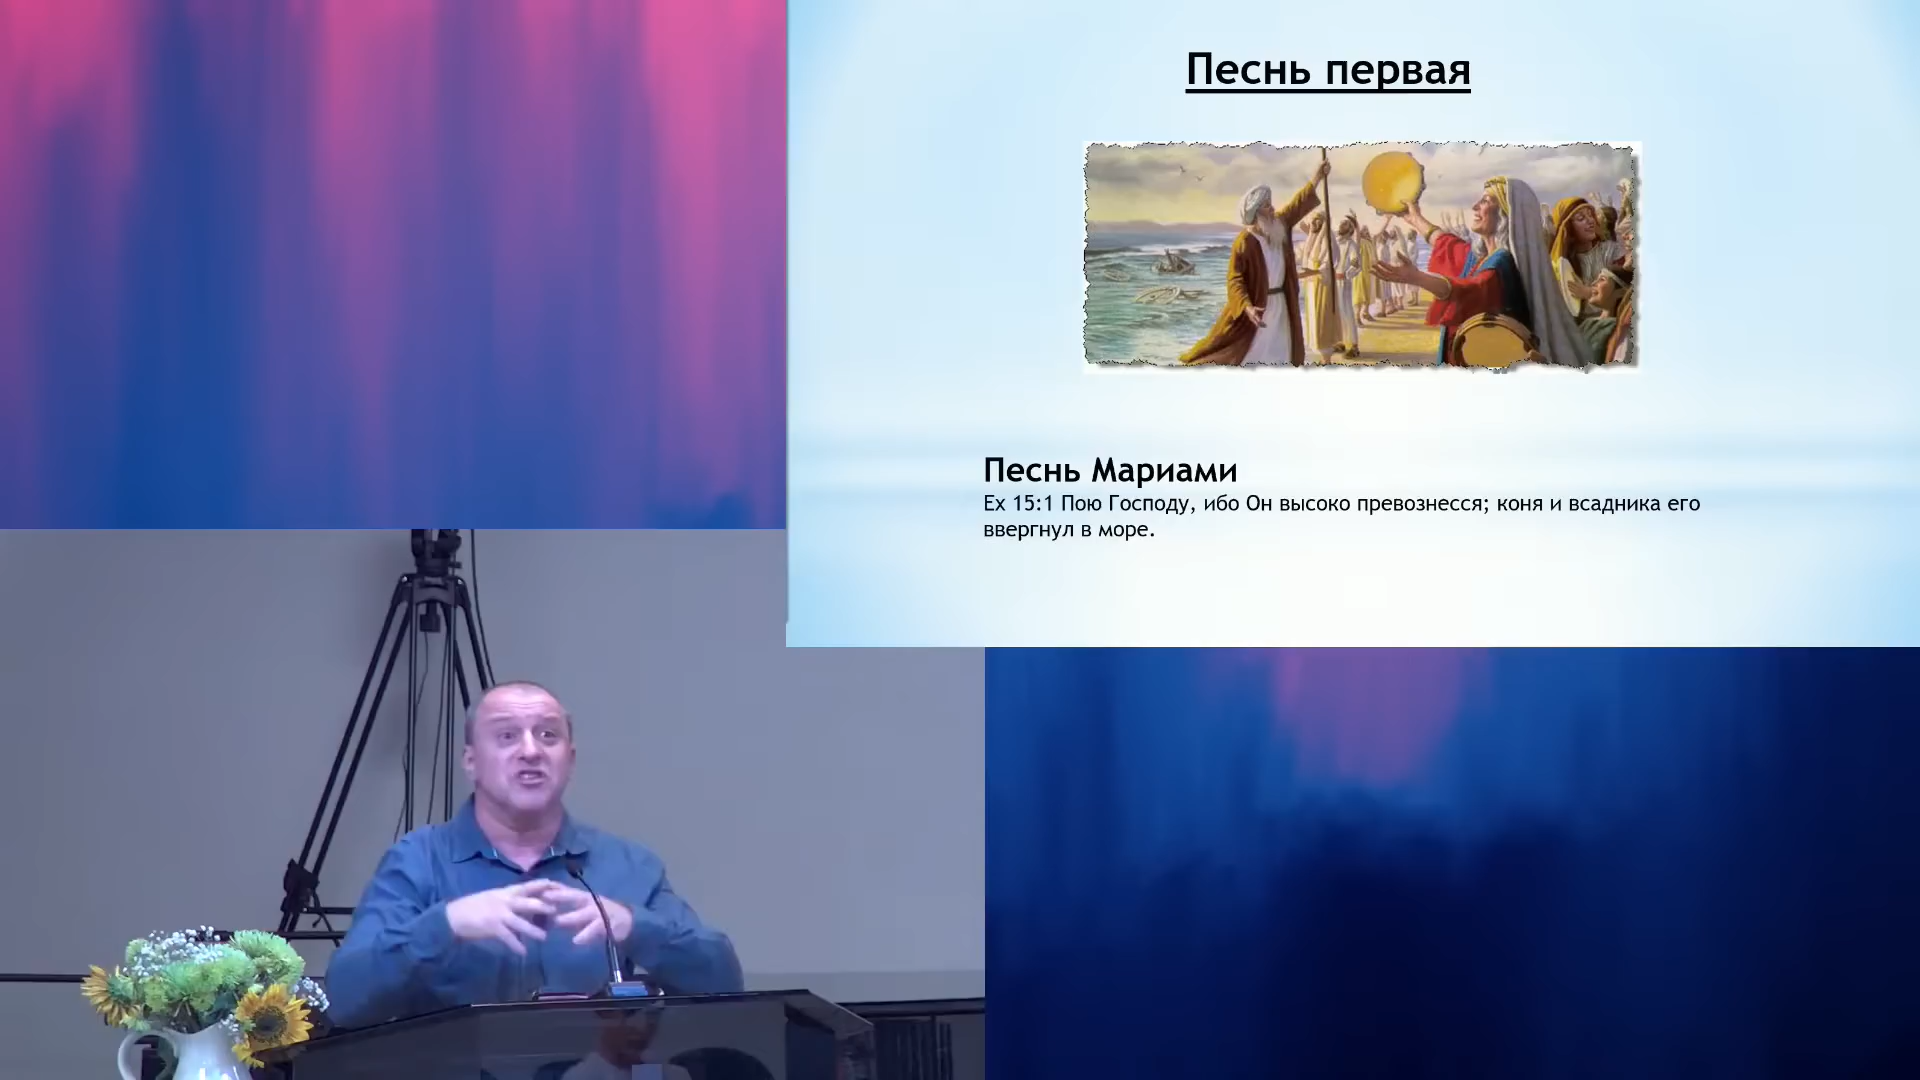 Песнь первая
Песнь Мариами
Ex 15:1 Пою Господу, ибо Он высоко превознесся; коня и всадника его
ввергнул в море.